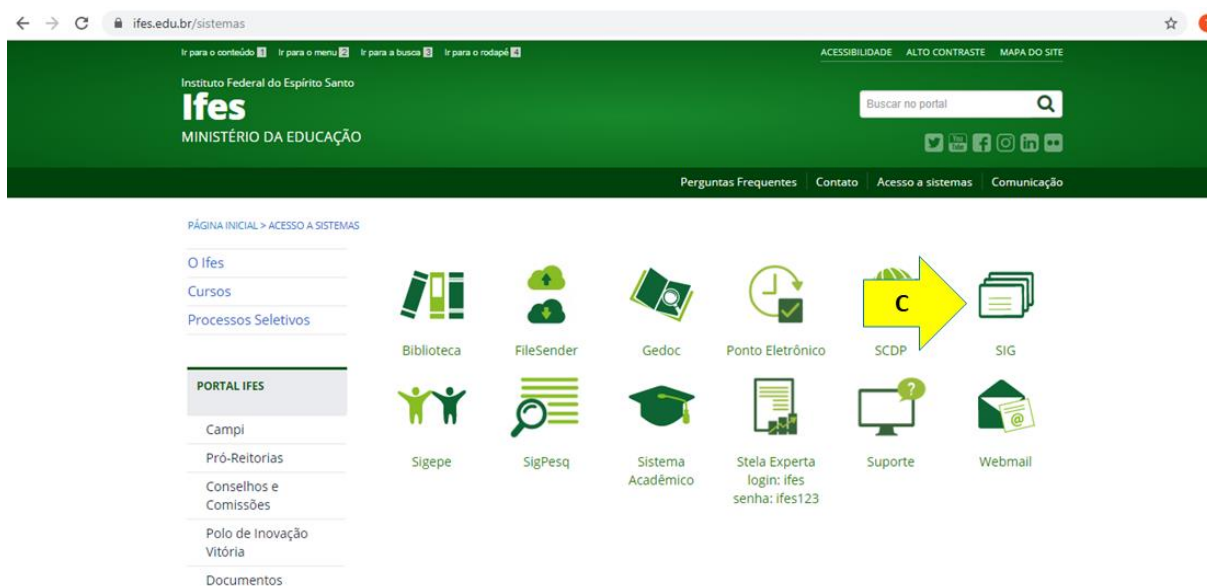 ifes.edu.br/sistemas
Ir para o conteúdo 1 Ir para o menu 2 Ir para a busca 3 Ir para o rodapé 4
ACESSIBILIDADE ALTO CONTRASTE MAPA DO SITE
Instituto Federal do Espírito Santo
Ifes
MINISTÉRIO DA EDUCAÇÃO
Buscar no portal
You Tube
Perguntas Frequentes Contato Acesso a sistemas Comunicação
PÁGINA INICIAL > ACESSO A SISTEMAS
O Ifes
Cursos
Processos Seletivos
PORTAL IFES
Campi
Pró-Reitorias
Conselhos e
Comissões
Polo de Inovação
Vitória
Documentos
C
Biblioteca FileSender Gedoc Ponto Eletrônico SCDP SIG
Sigepe SigPesq Sistema
Acadêmico
Stela Experta
login: ifes
senha: ifes123
Suporte Webmail